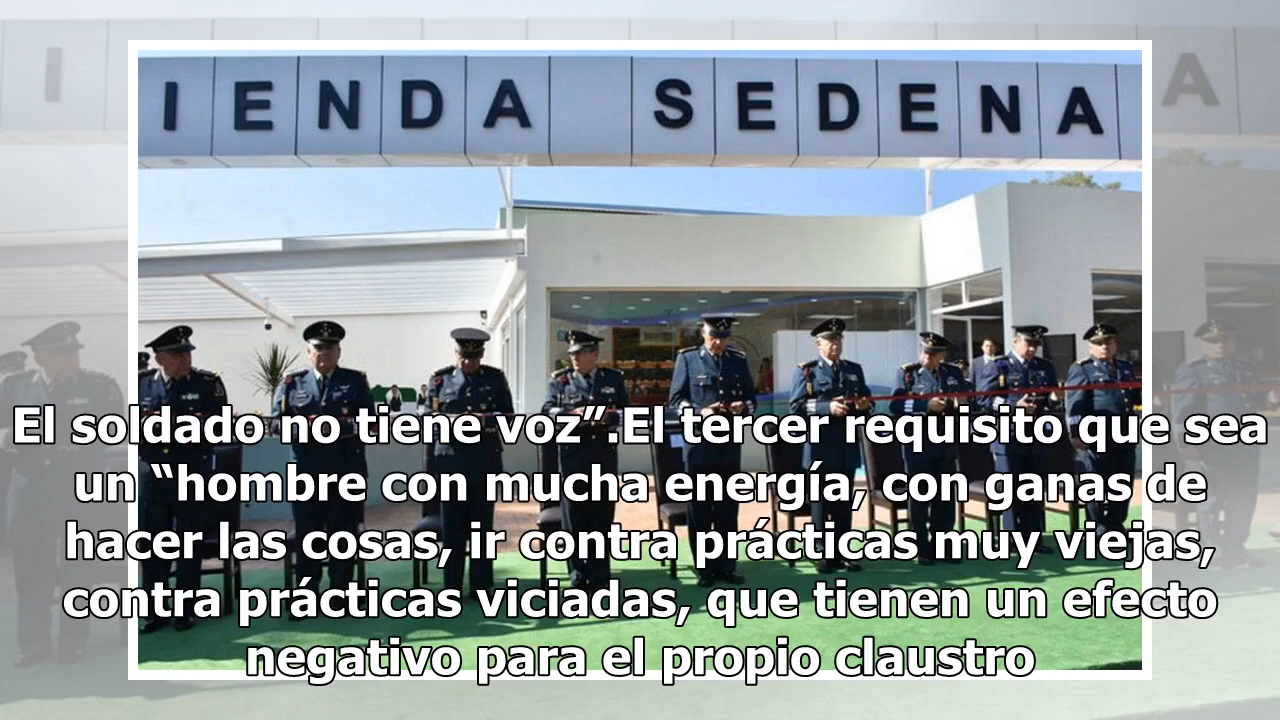 IENDA SEDENA
El soldado no tiene voz”.El tercer requisito que sea
un “hombre con mucha energía, con ganas de
hacer las cosas, ir contra prácticas muy viejas,
contra prácticas viciadas, que tienen un efecto
negativo para el propio claustro